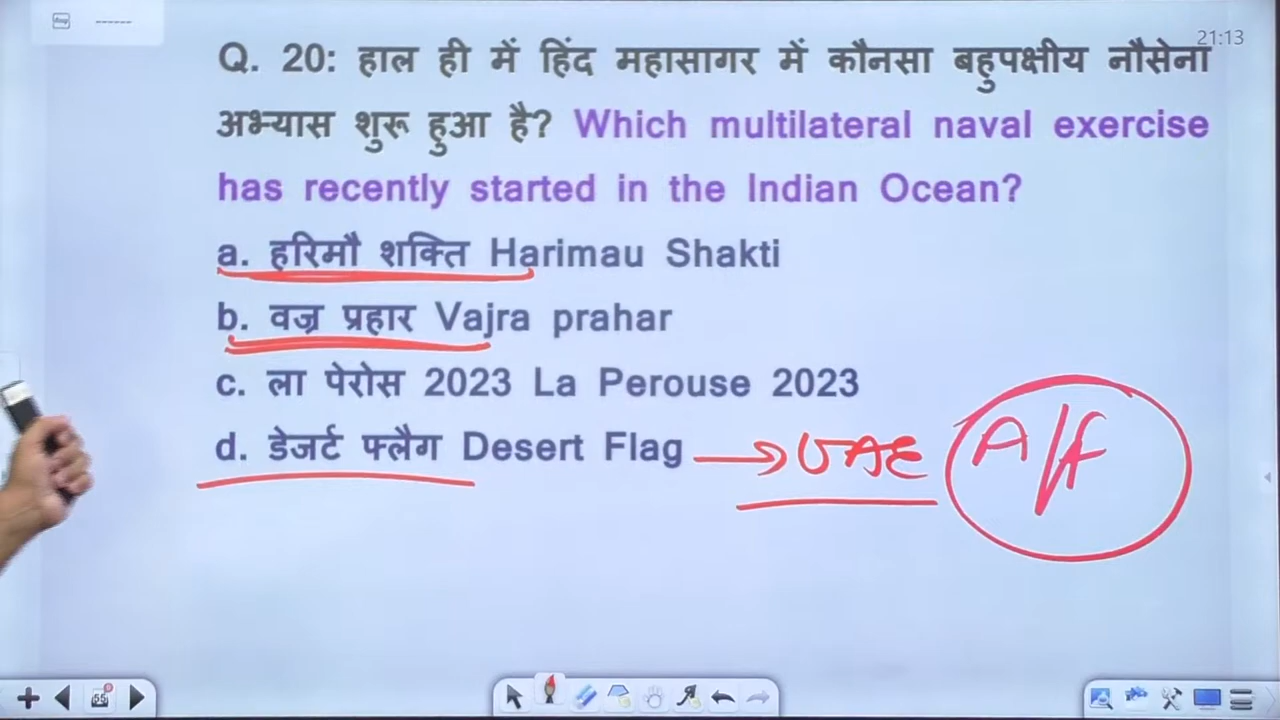 21:13
Q. 20: हाल ही में हिंद महासागर में कौनसा बहुपक्षीय नौसेना
अभ्यास शुरू हुआ है? Which multilateral naval exercise
has recently started in the Indian Ocean?
a. हरिमौ शक्ति Harimau Shakti
b. वज्र प्रहार Vajra prahar
c. ला पेरोस 2023 La Perouse 2023
d. डेजर्ट फ्लैग Desert Flag → UAE A/F
55